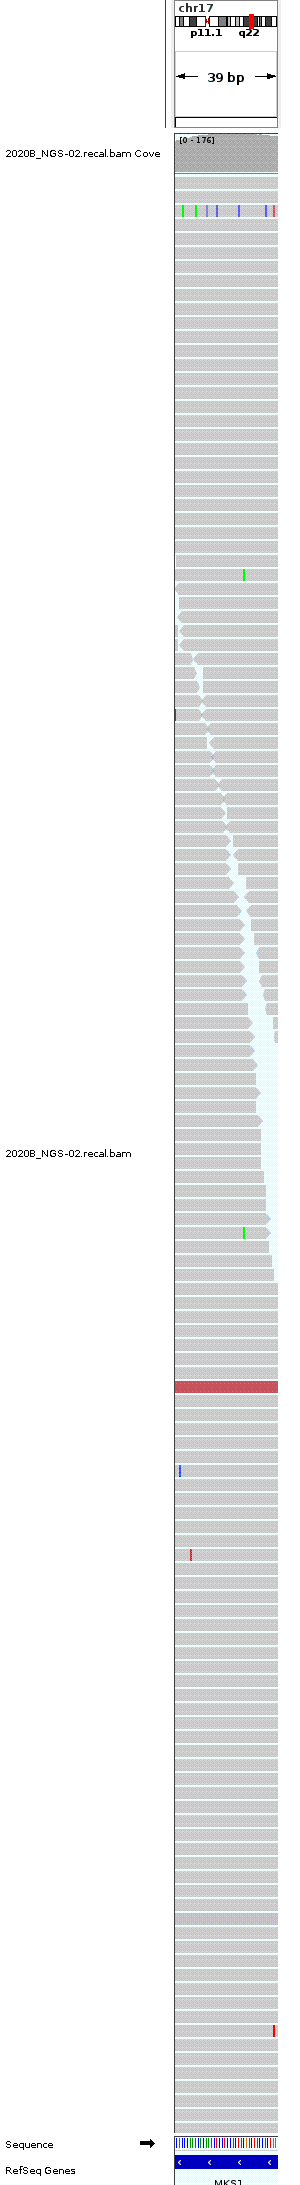 chr17
p11.1 q22
39 bp
[0 - 176]
2020B_NGS-02.recal.bam Cove
2020B_NGS-02.recal.bam
Sequence
RefSeq Genes
MKS1